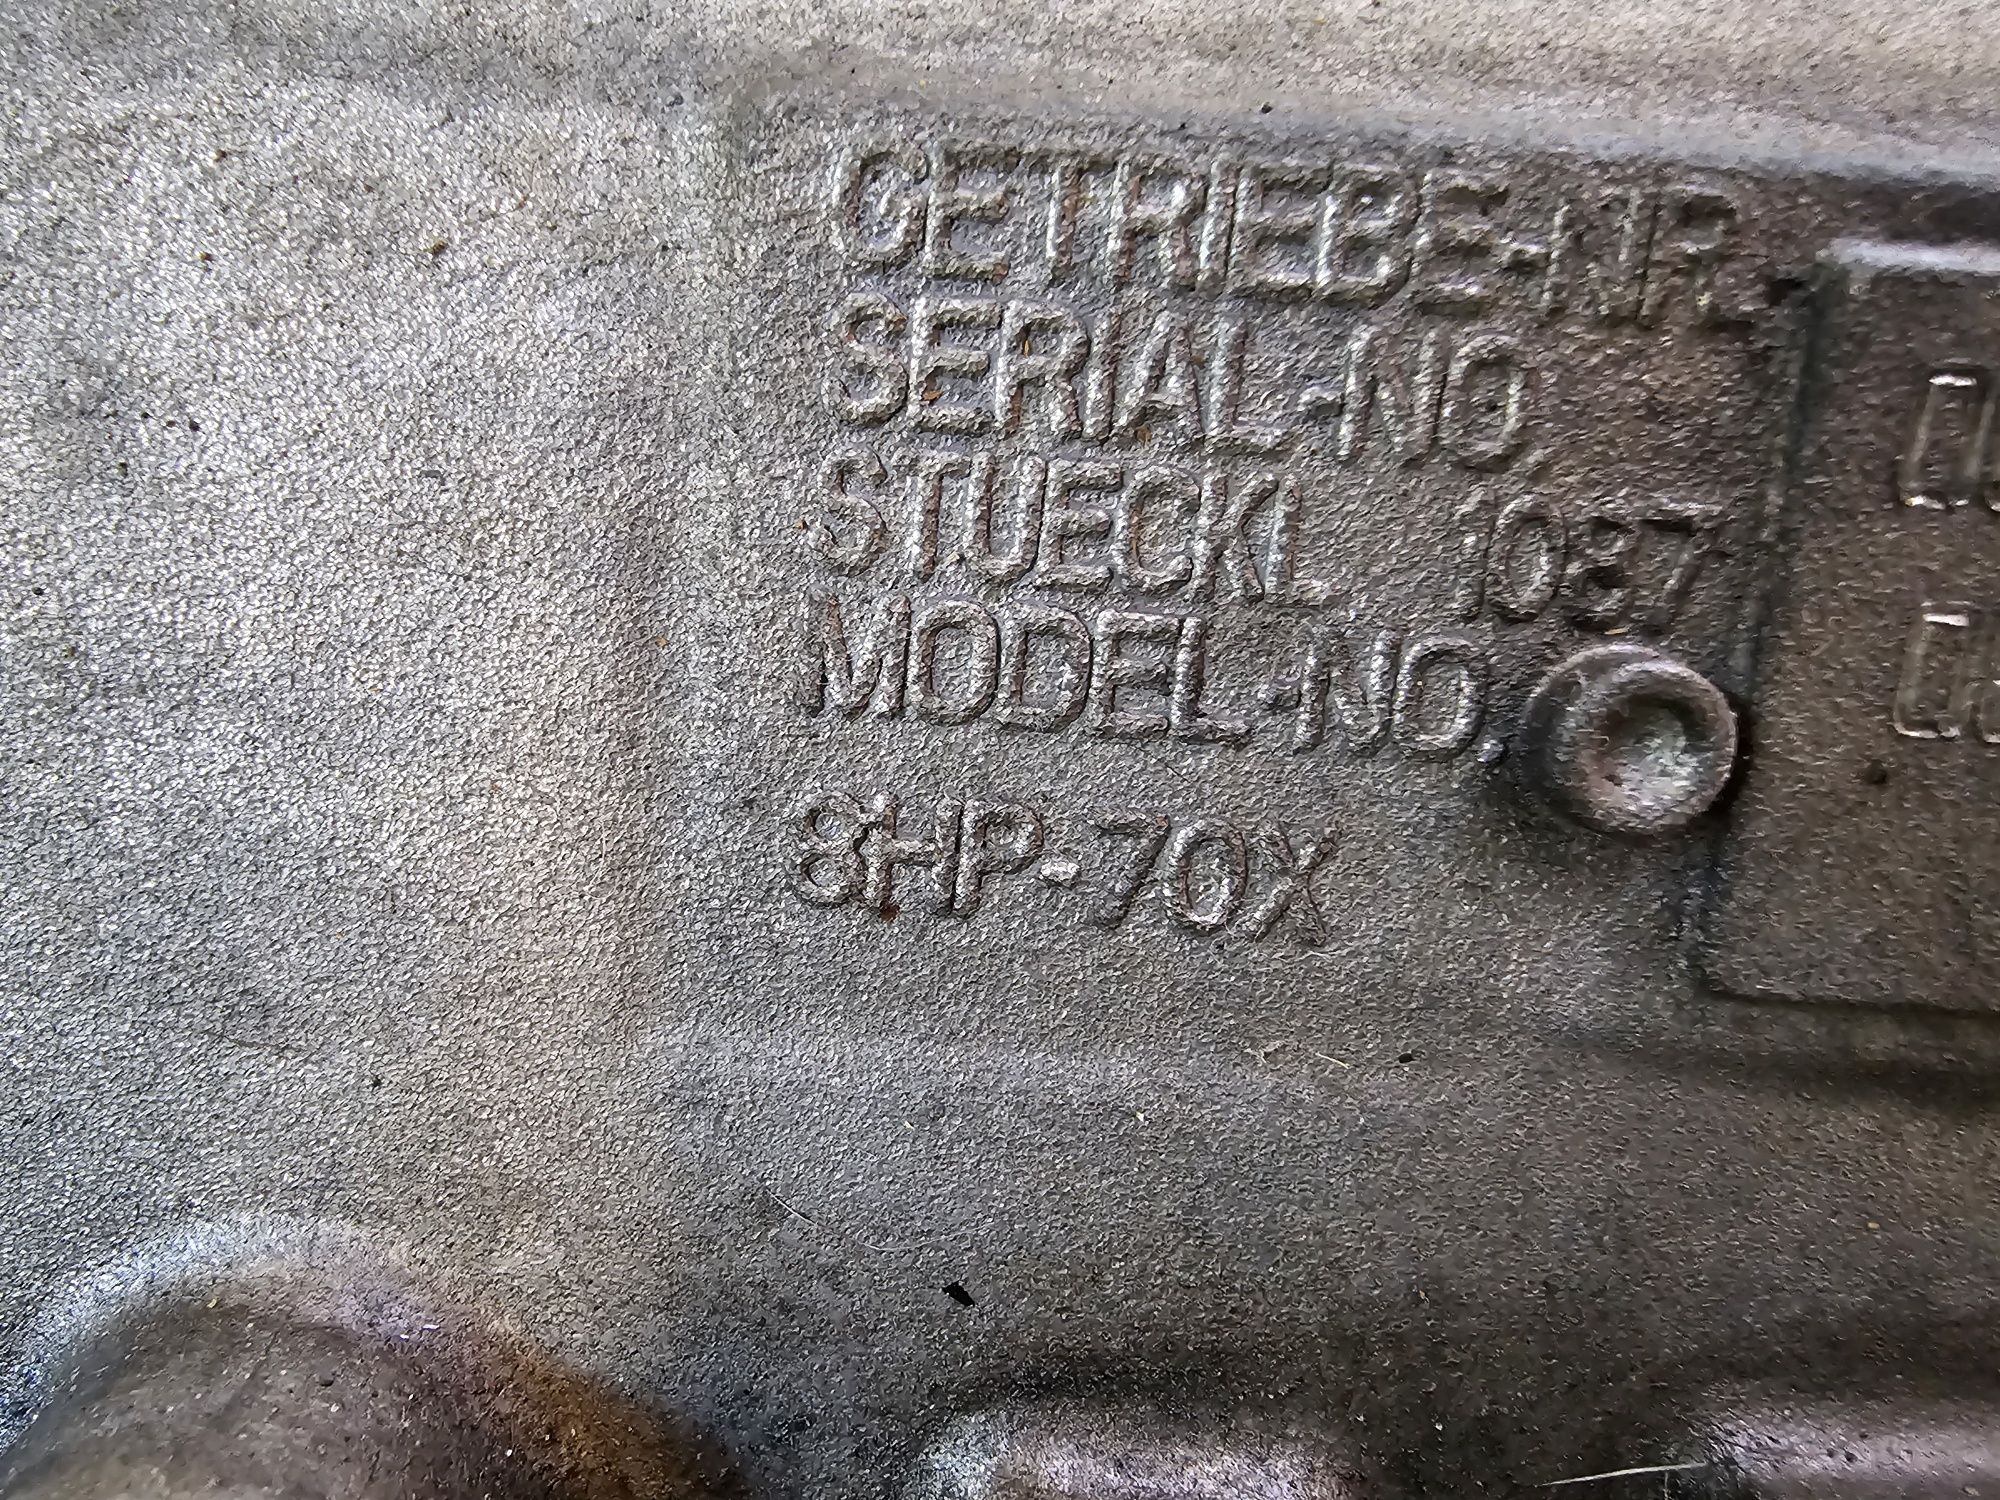 GETRIEBE-NR
SERIAL-NO.
STUECKL 1087
MODEL-NO.
8HP-70X